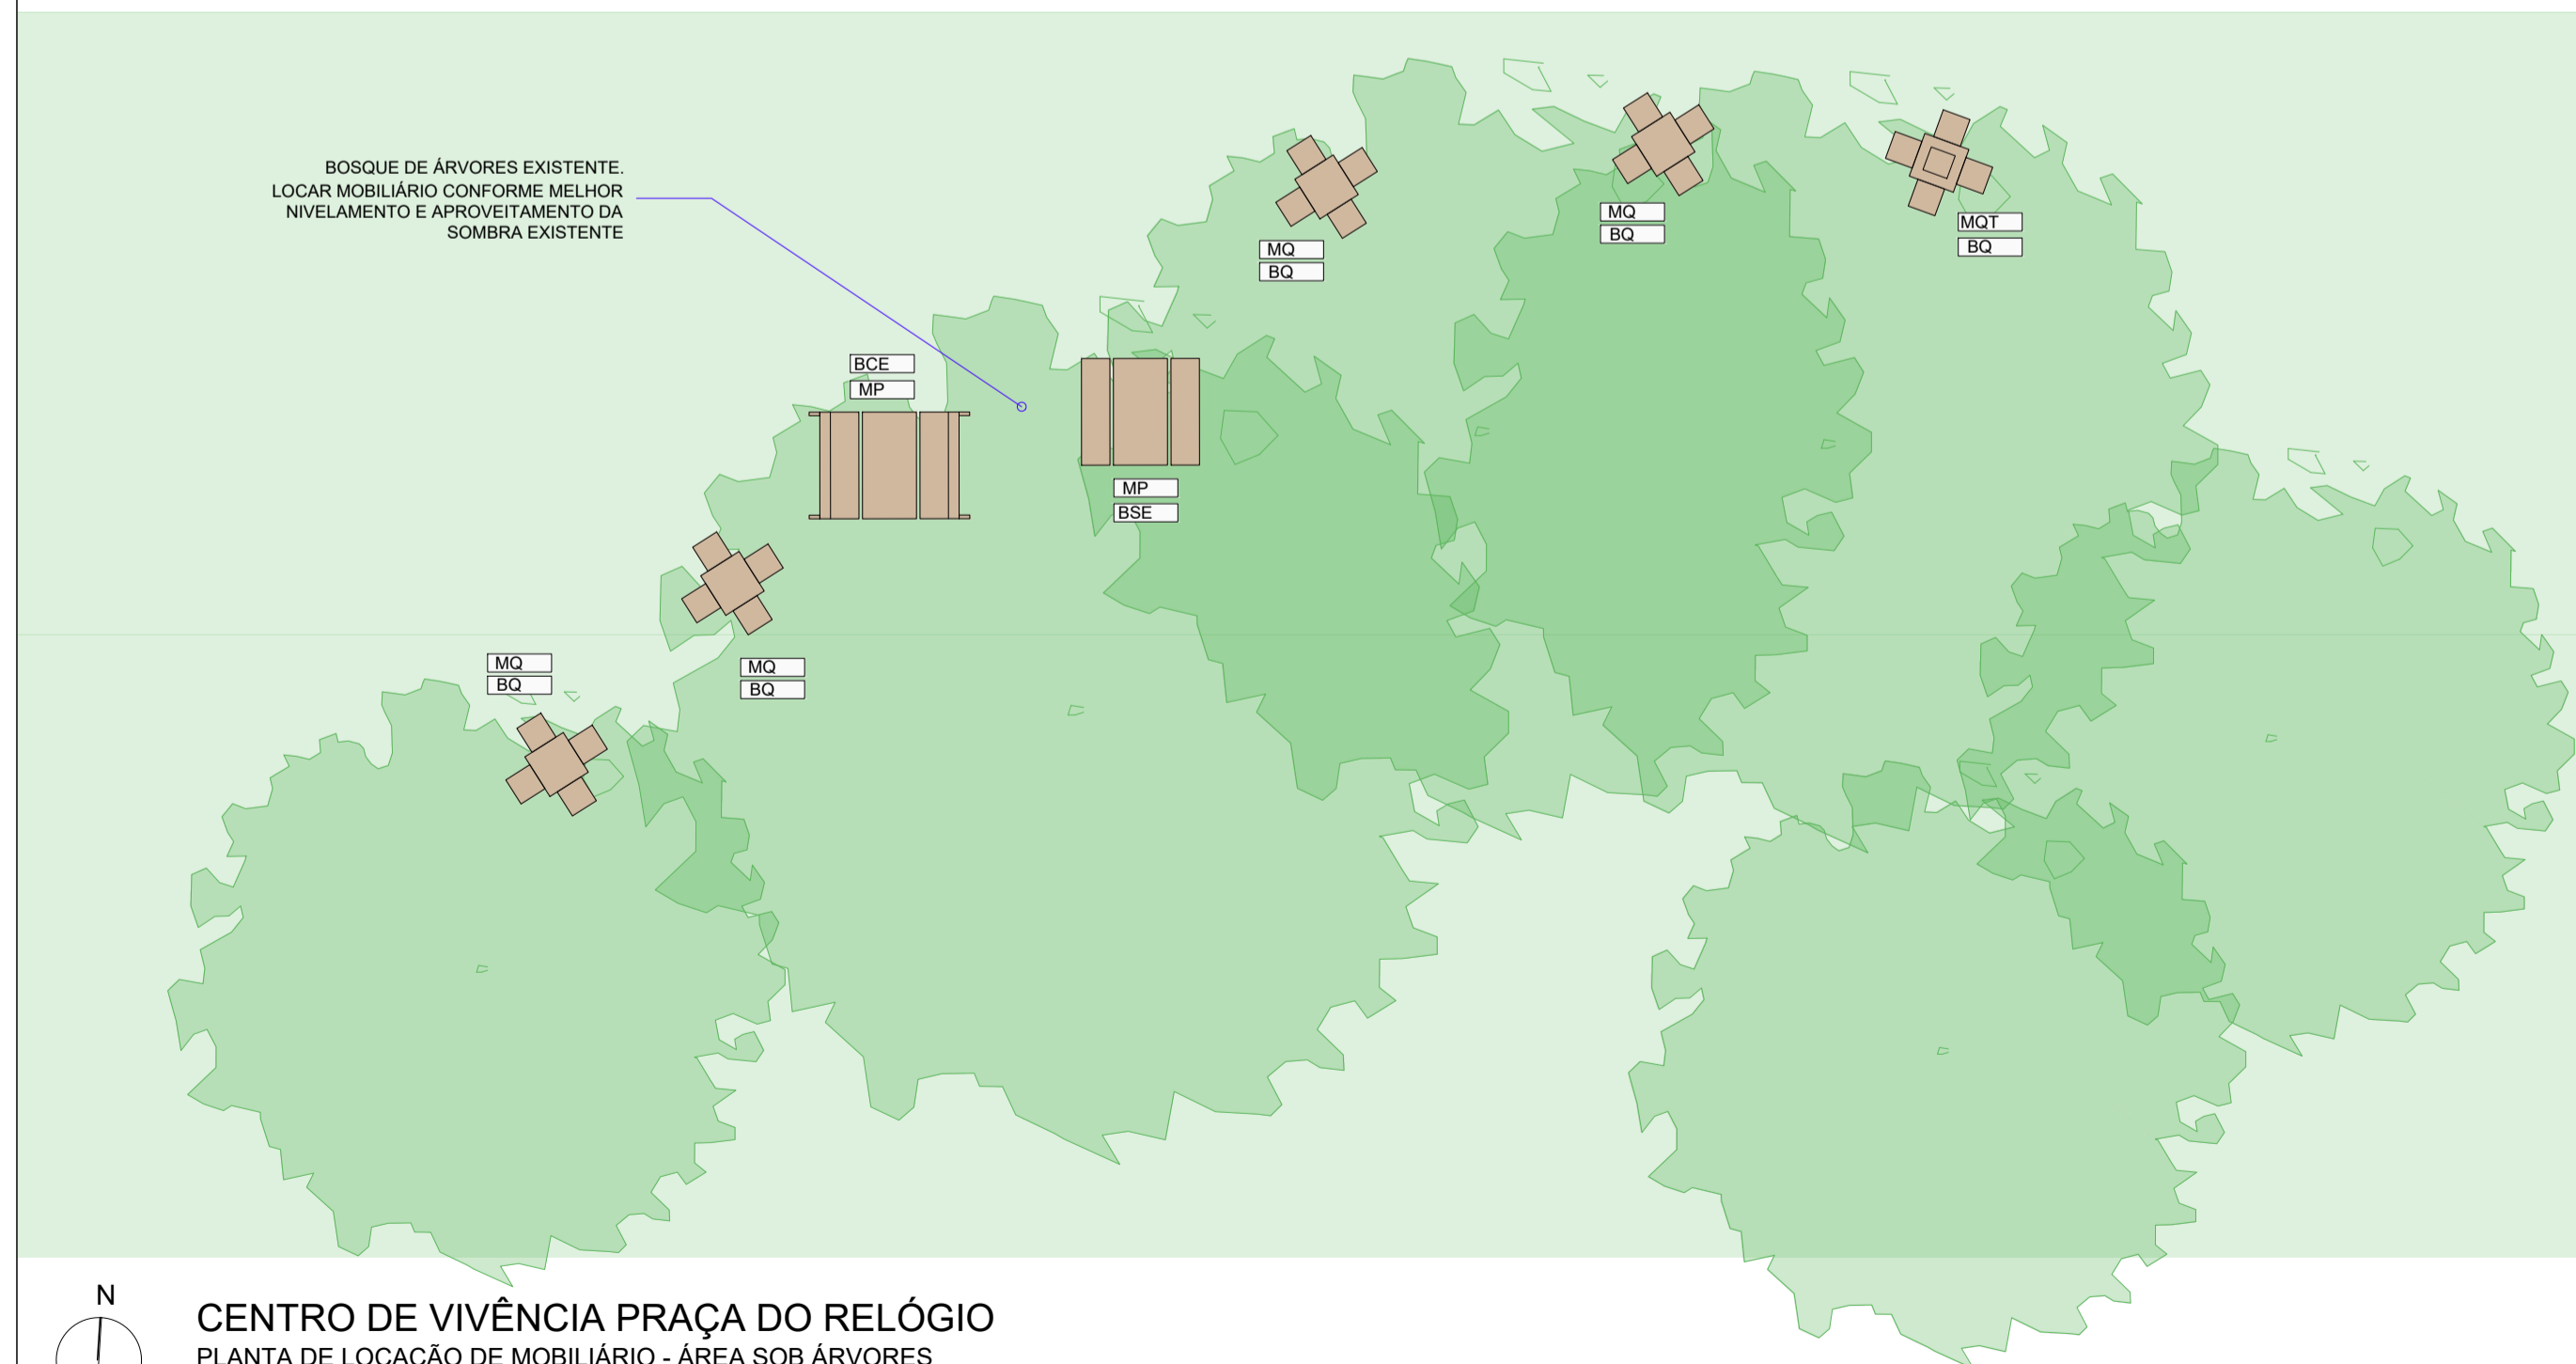 BOSQUE DE ÁRVORES EXISTENTE.
LOCAR MOBILIÁRIO CONFORME MELHOR
NIVELAMENTO E APROVEITAMENTO DA
SOMBRA EXISTENTE
MQ
BQ
MQ
BQ
MQT
BQ
BCE
MP
MP
BSE
MQ
BQ
MQ
BQ
N
CENTRO DE VIVÊNCIA PRAÇA DO RELÓGIO
PLANTA DE LOCAÇÃO DE MOBILIÁRIO - ÁREA SOB ÁRVORES